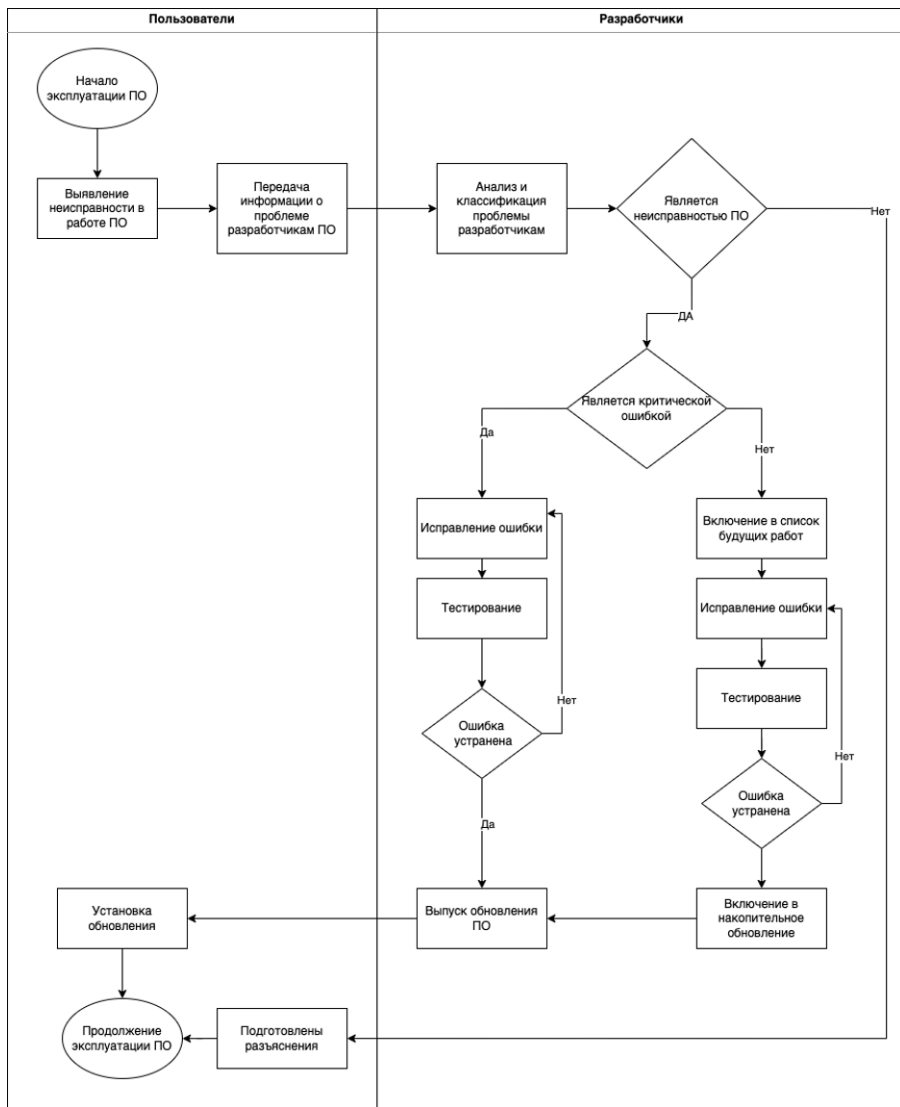 Пользователи
Разработчики
Начало
эксплуатации ПО
Выявление
неисправности в
работе ПО
Передача
информации о
проблеме
разработчикам ПО
Анализ и
классификация
проблемы
разработчикам
Является
неисправностью ПО
Нет
ДА
Является критической
ошибкой
Да
Нет
Исправление ошибки
Включение в список
будущих работ
Тестирование
Исправление ошибки
Нет
Тестирование
Ошибка
устранена
Нет
Ошибка
устранена
Да
Установка
обновления
Выпуск обновления
ПО
Включение в
накопительное
обновление
Продолжение
эксплуатации ПО
Подготовлены
разъяснения